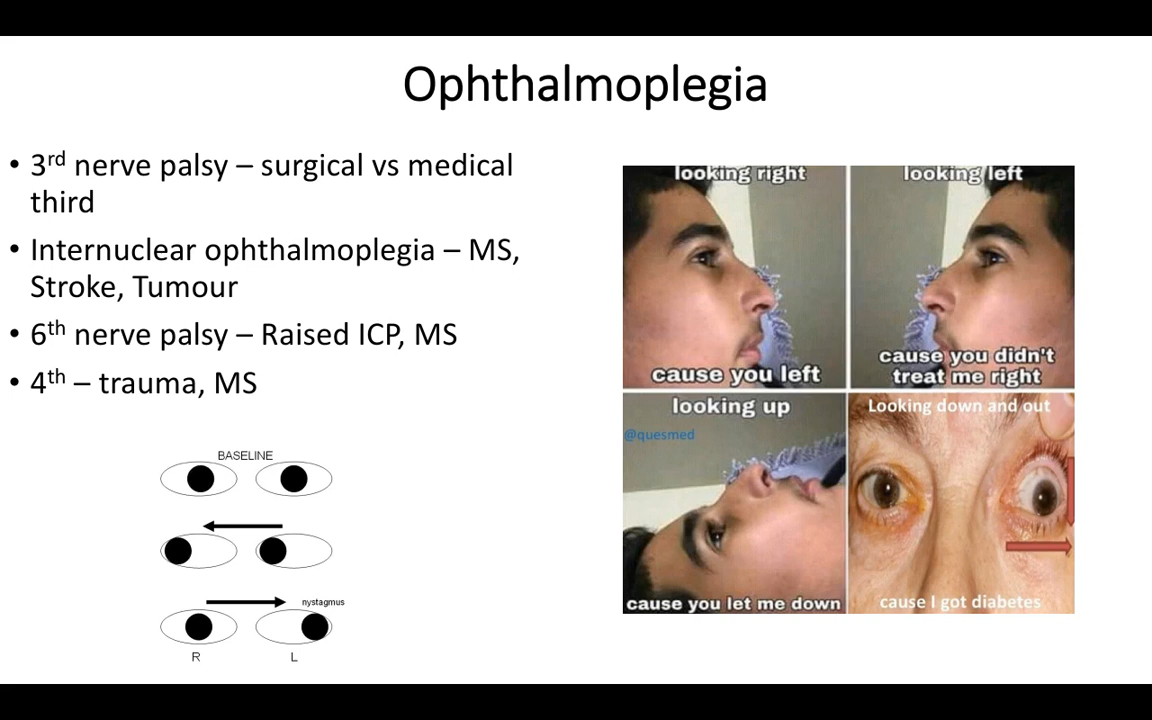 Ophthalmoplegia
• 3rd nerve palsy – surgical vs medical
third
• Internuclear ophthalmoplegia – MS,
Stroke, Tumour
• 6th nerve palsy – Raised ICP, MS
• 4th – trauma, MS
BASELINE
nystagmus
R L
looking right
cause you left
looking left
cause you didn't
treat me right
looking up
@quesmed
cause you let me down
Looking down and out
cause I got diabetes